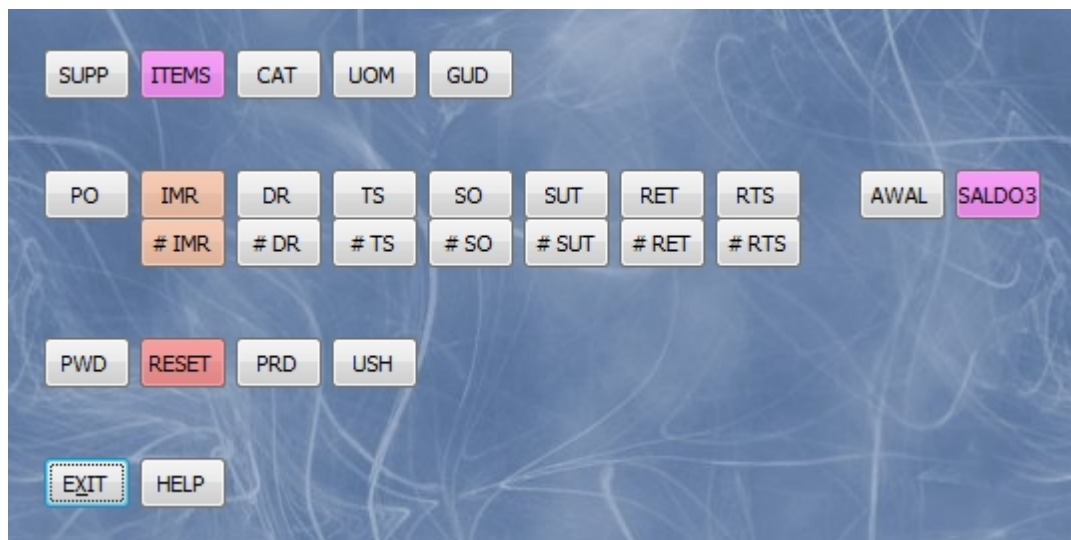 SUPP ITEMS CAT UOM GUD
PO IMR DR TS SO SUT RET RTS AWAL SALDO3
# IMR # DR # TS # SO # SUT # RET # RTS
PWD RESET PRD USH
EXIT HELP